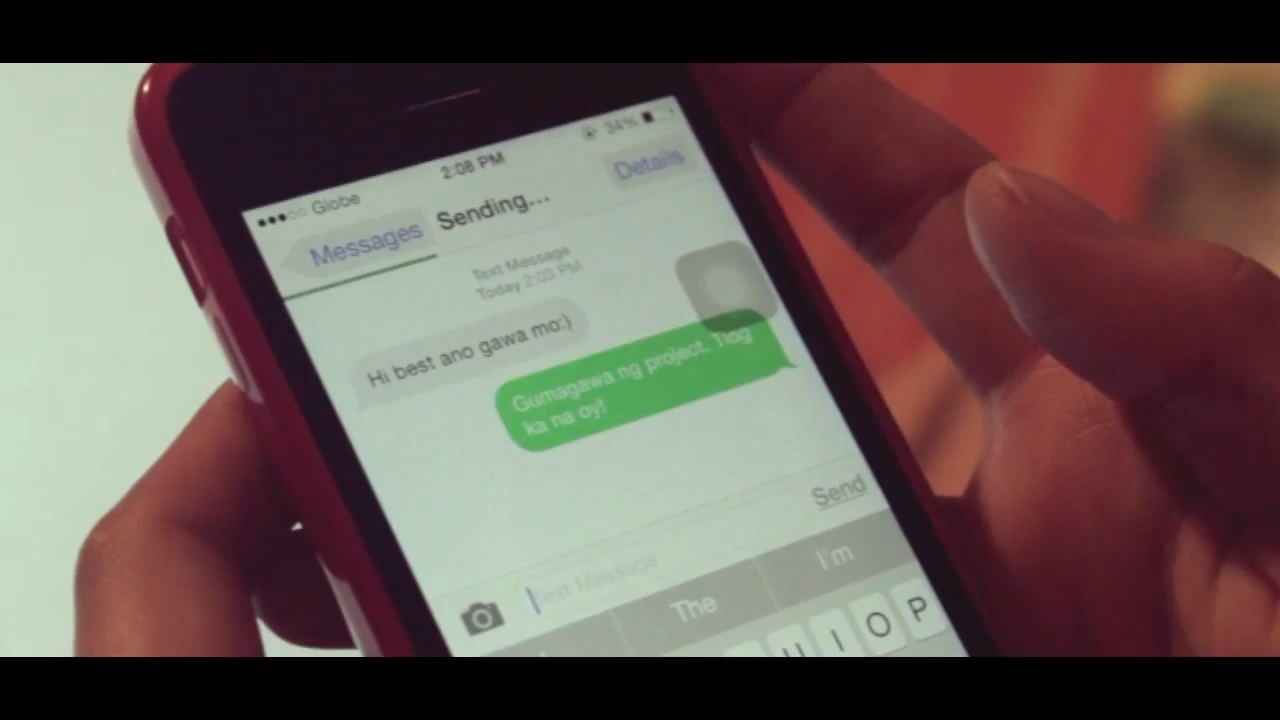 Globe 2:08 PM 34%
Messages Sending... Details
Text Message
Today 2:03 PM
Hi best ano gawa mo:)
Gumagawa ng project.
ka na oy!
Send
Text Message
The I'm
U I O P